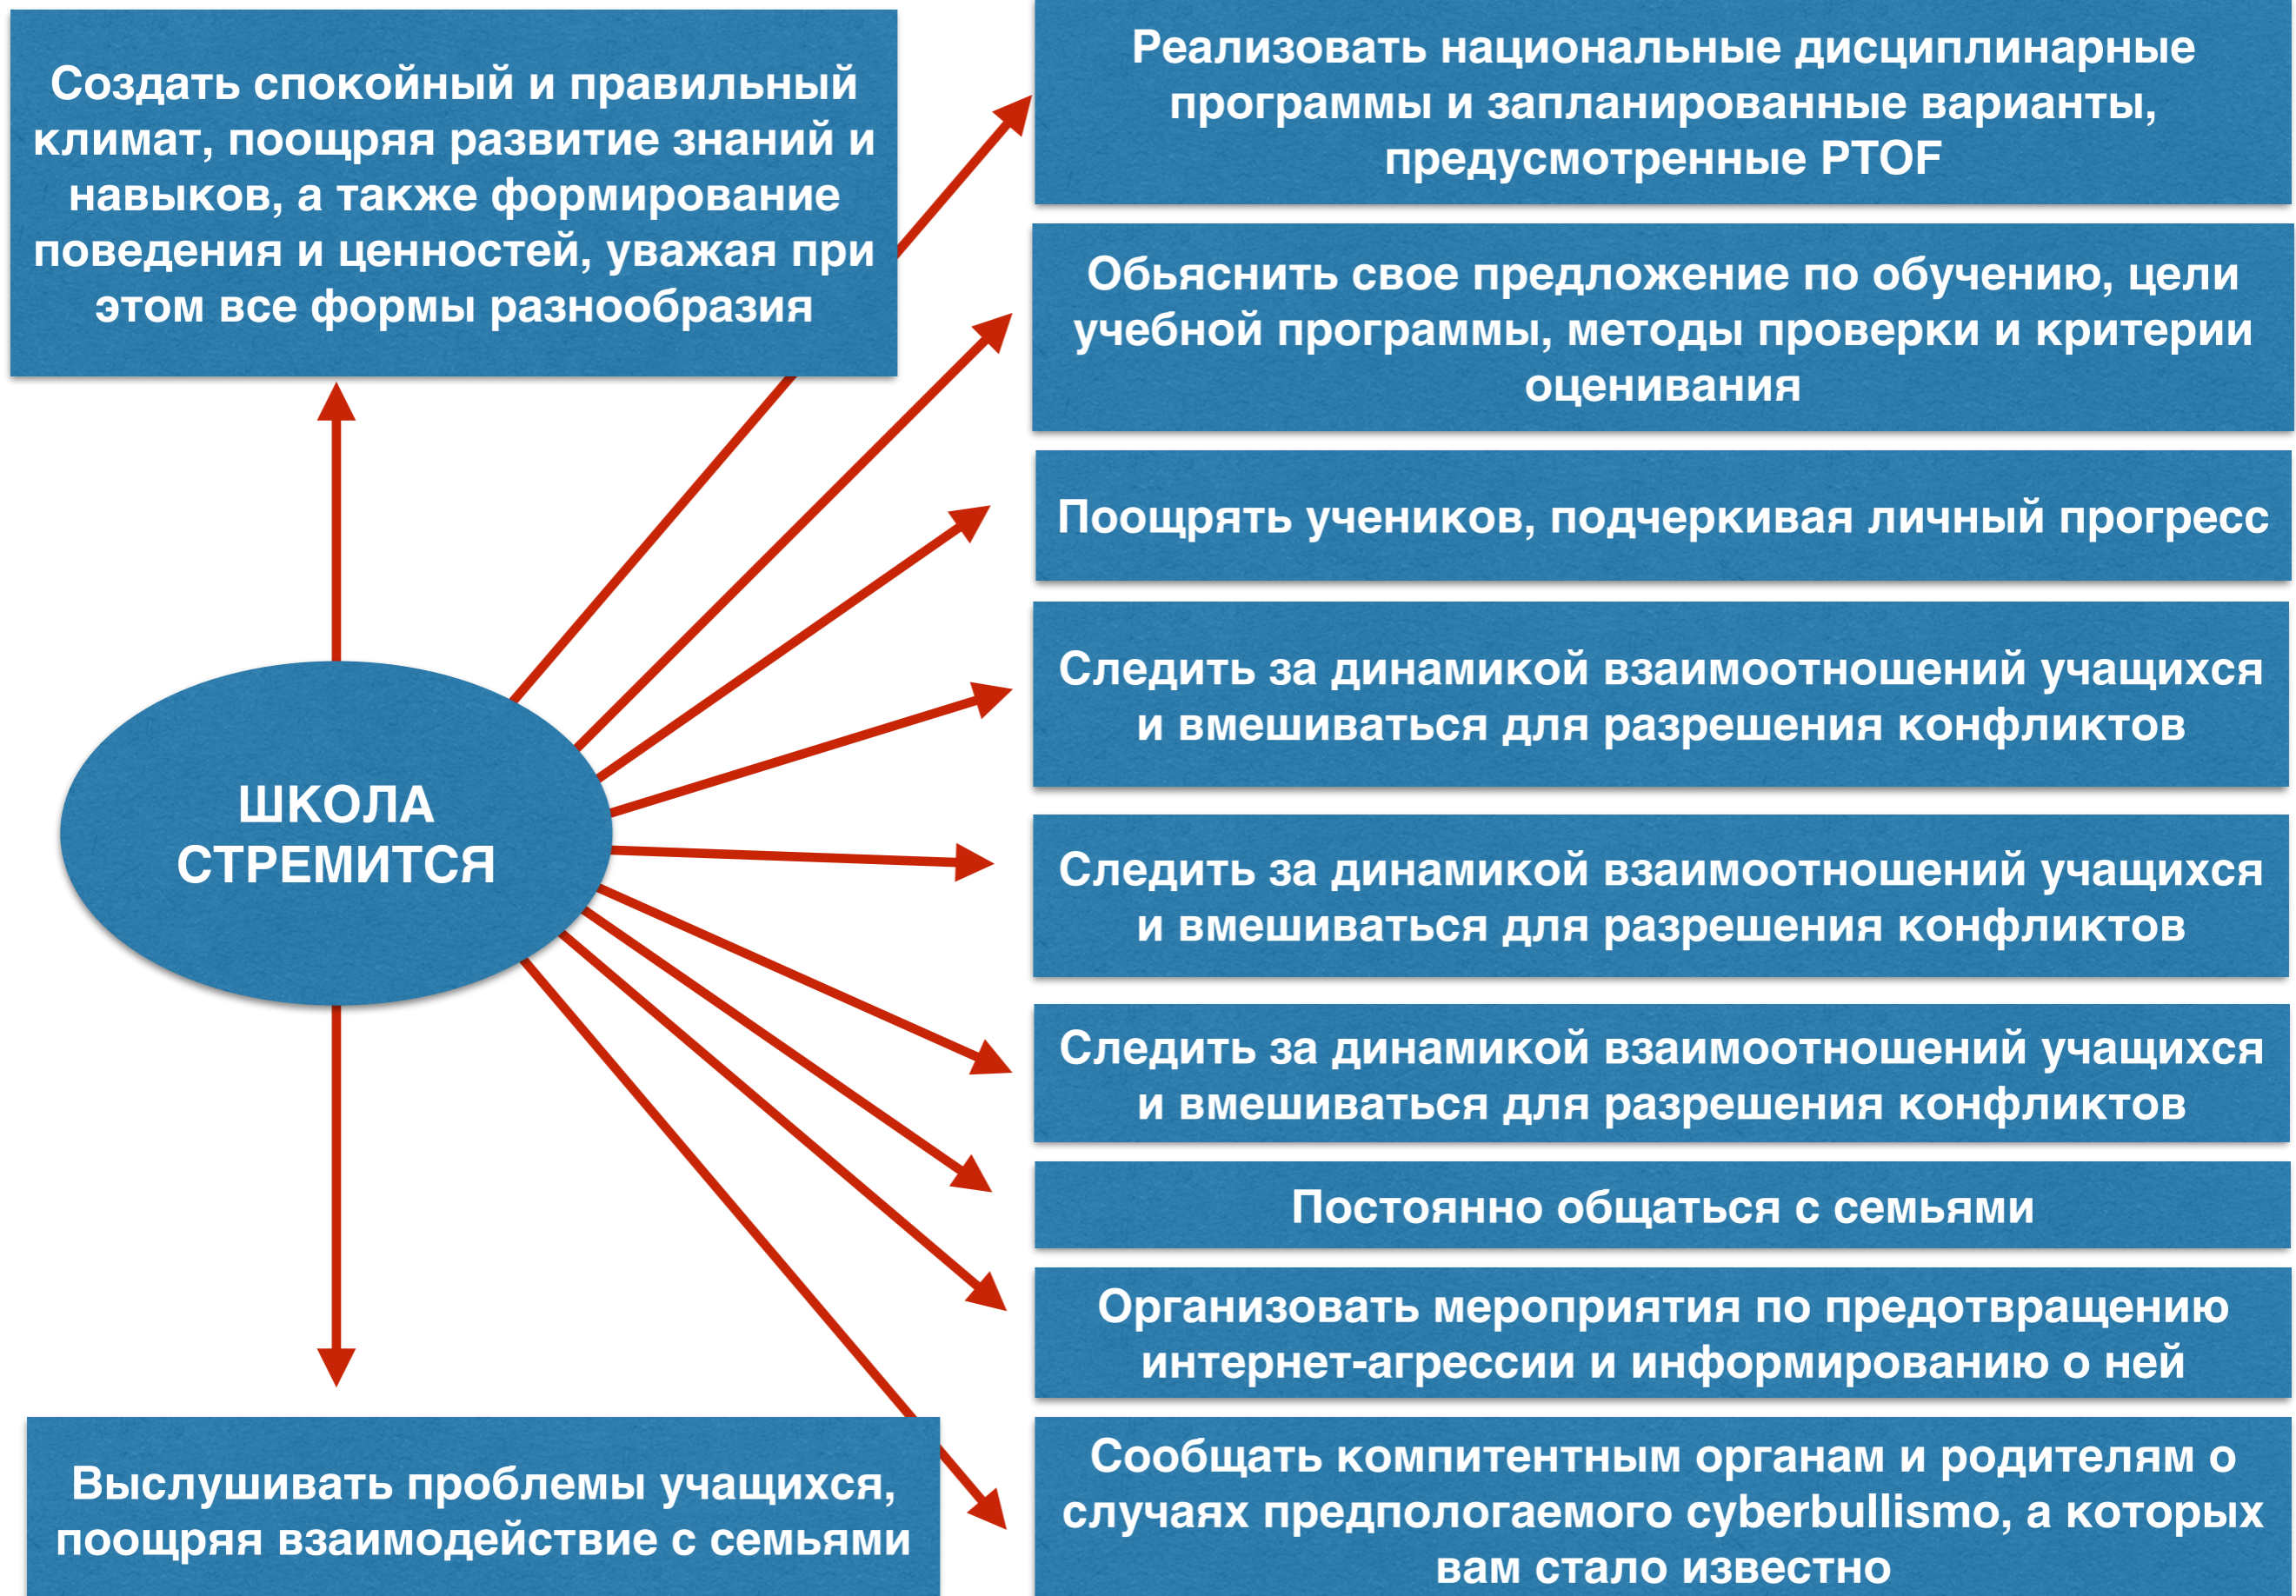 Создать спокойный и правильный
климат, поощряя развитие знаний и
навыков, а также формирование
поведения и ценностей, уважая при
этом все формы разнообразия
Реализовать национальные дисциплинарные
программы и запланированные варианты,
предусмотренные PTOF
Обьяснить свое предложение по обучению, цели
учебной программы, методы проверки и критерии
оценивания
Поощрять учеников, подчеркивая личный прогресс
Следить за динамикой взаимоотношений учащихся
и вмешиваться для разрешения конфликтов
ШКОЛА
СТРЕМИТСЯ
Следить за динамикой взаимоотношений учащихся
и вмешиваться для разрешения конфликтов
Следить за динамикой взаимоотношений учащихся
и вмешиваться для разрешения конфликтов
Постоянно общаться с семьями
Организовать мероприятия по предотвращению
интернет-агрессии и информированию о ней
Выслушивать проблемы учащихся,
поощряя взаимодействие с семьями
Сообщать компитентным органам и родителям о
случаях предпологаемого cyberbullismo, а которых
вам стало известно